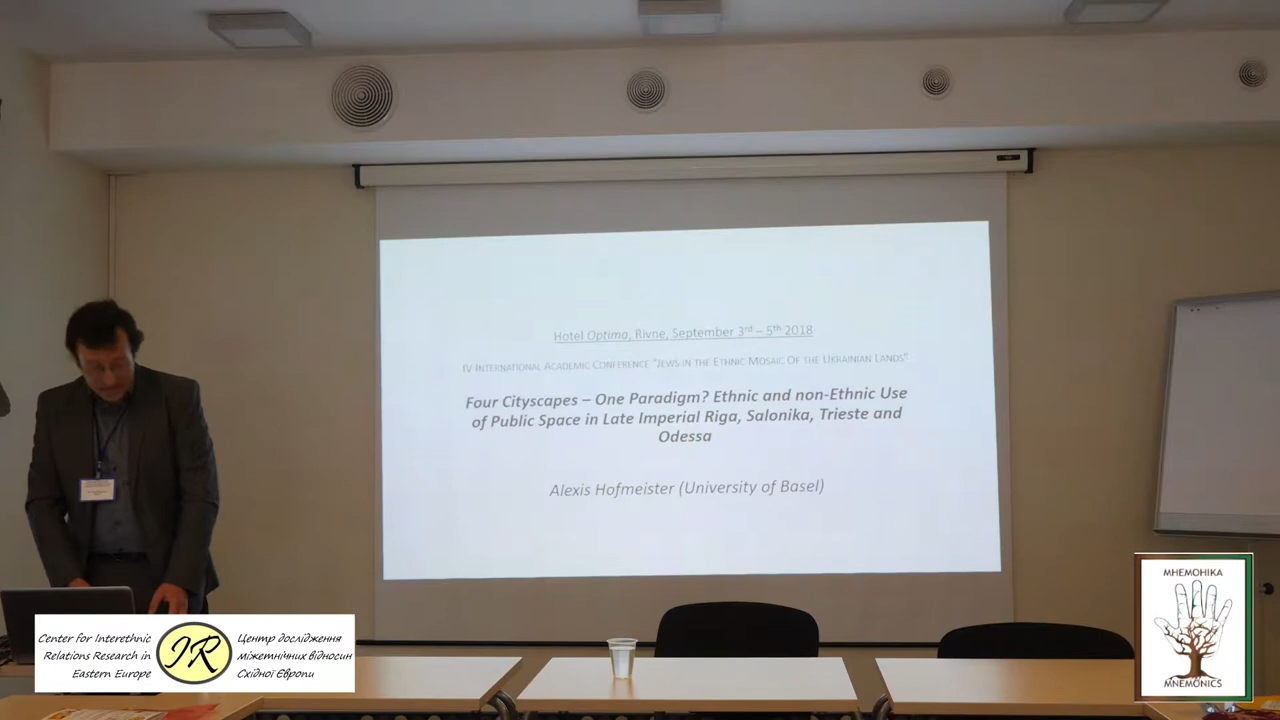 Hotel Optima, Rivne, September 3rd – 5th 2018
IV International Academic Conference "Jews in the Ethnic Mosaic Of the Ukrainian Lands"
Four Cityscapes – One Paradigm? Ethnic and non-Ethnic Use
of Public Space in Late Imperial Riga, Salonika, Trieste and
Odessa
Alexis Hofmeister (University of Basel)
Center for Interethnic
Relations Research in
Eastern Europe
IR
Центр дослідження
міжетнічних відносин
Східної Європи
МНЕМОНІКА
MNEMONICS